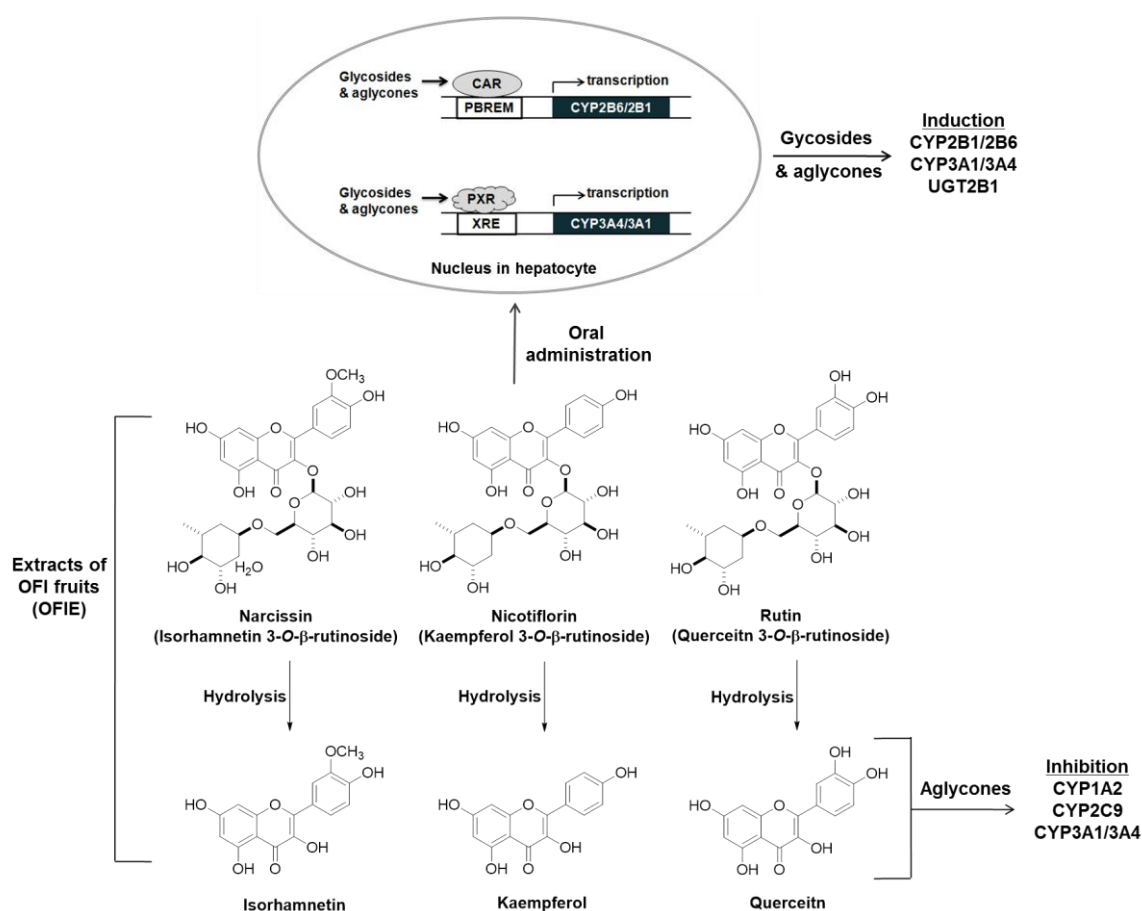 Glycosides
& aglycones
CAR
transcription
PBREM
CYP2B6/2B1
Glycosides
& aglycones
PXR
transcription
XRE
CYP3A4/3A1
Nucleus in hepatocyte
Gycosides
& aglycones
Induction
CYP2B1/2B6
CYP3A1/3A4
UGT2B1
Oral
administration
Extracts of
OFI fruits
(OFIE)
OCH3
OH
HO
O
O
OH
O
O
OH
OH
OH
O
HO
H2O
OH
OH
HO
O
O
OH
O
O
OH
OH
OH
O
HO
OH
OH
OH
HO
O
O
OH
O
O
OH
OH
OH
O
HO
OH
Narcissin
(Isorhamnetin 3-O-β-rutinoside)
Nicotiflorin
(Kaempferol 3-O-β-rutinoside)
Rutin
(Querceitn 3-O-β-rutinoside)
Hydrolysis
Hydrolysis
Hydrolysis
OCH3
OH
HO
O
OH
OH
O
OH
HO
O
OH
OH
O
OH
OH
HO
O
OH
OH
O
Isorhamnetin
Kaempferol
Querceitn
Aglycones
Inhibition
CYP1A2
CYP2C9
CYP3A1/3A4